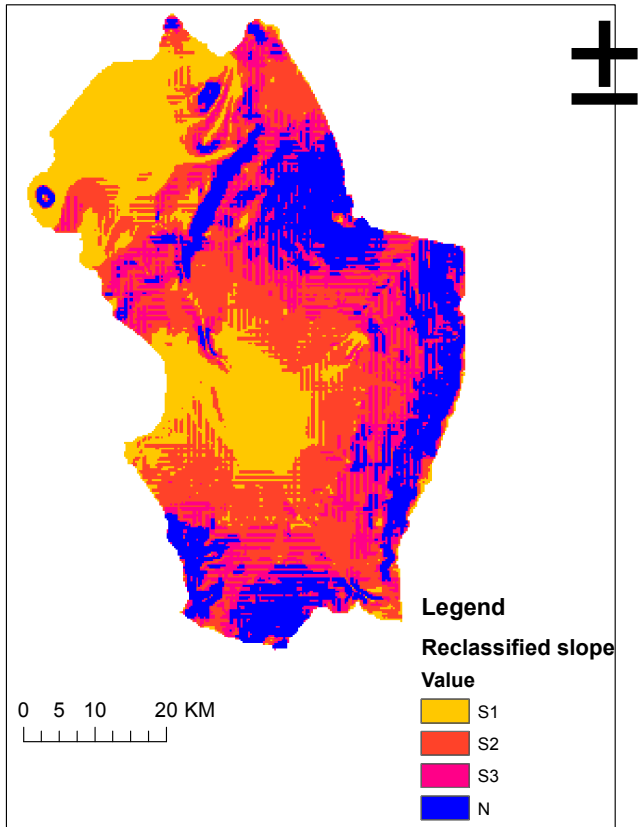 Legend
Reclassified slope
Value
0 5 10 20 KM
S1
S2
S3
N